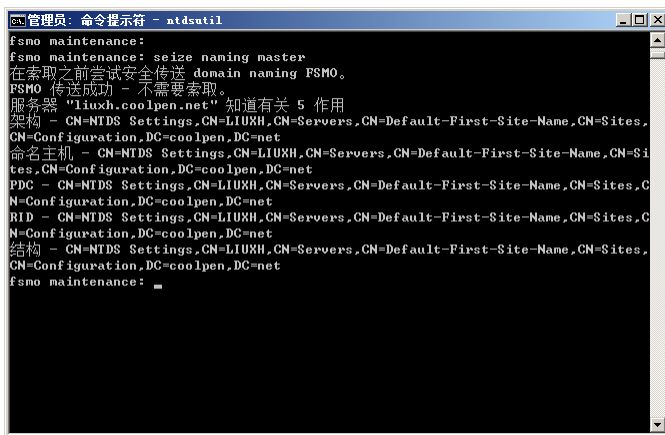 管理员: 命令提示符 - ntdsutil
fsmo maintenance:
fsmo maintenance: seize naming master
在索取之前尝试安全传送 domain naming FSMO。
FSMO 传送成功 - 不需要索取。
服务器 "liuxh.coolpen.net" 知道有关 5 作用
架构 - CN=NTDS Settings,CN=LIUXH,CN=Servers,CN=Default-First-Site-Name,CN=Sites,
CN=Configuration,DC=coolpen,DC=net
命名主机 - CN=NTDS Settings,CN=LIUXH,CN=Servers,CN=Default-First-Site-Name,CN=Si
tes,CN=Configuration,DC=coolpen,DC=net
PDC - CN=NTDS Settings,CN=LIUXH,CN=Servers,CN=Default-First-Site-Name,CN=Sites,C
N=Configuration,DC=coolpen,DC=net
RID - CN=NTDS Settings,CN=LIUXH,CN=Servers,CN=Default-First-Site-Name,CN=Sites,C
N=Configuration,DC=coolpen,DC=net
结构 - CN=NTDS Settings,CN=LIUXH,CN=Servers,CN=Default-First-Site-Name,CN=Sites,
CN=Configuration,DC=coolpen,DC=net
fsmo maintenance: